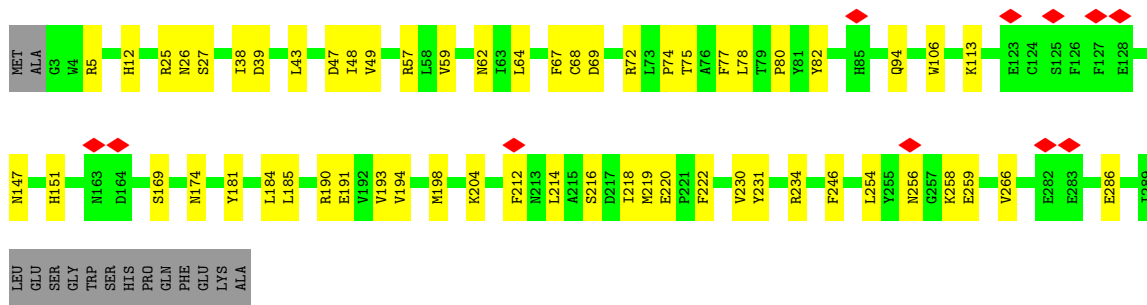 MET ALA G3 W4 R5 H12 R25 N26 S27 I38 D39 L43 D47 I48 V49 R57 L58 V59 N62 I63 L64 F67 C68 D69 R72 L73 P74 T75 A76 F77 L78 T79 P80 Y81 Y82 H85 Q94 W106 K113 E123 C124 S125 F126 F127 E128
N147 H151 N163 D164 S169 N174 Y181 L184 L185 R190 E191 V192 V193 V194 M198 K204 F212 N213 L214 A215 S216 D217 I218 M219 E220 P221 F222 V230 Y231 R234 F246 L254 Y255 N256 G257 K258 E259 V266 E282 E283 E286
LEU GLU SER GLY TRP SER HIS PRO GLN PHE GLU LYS ALA